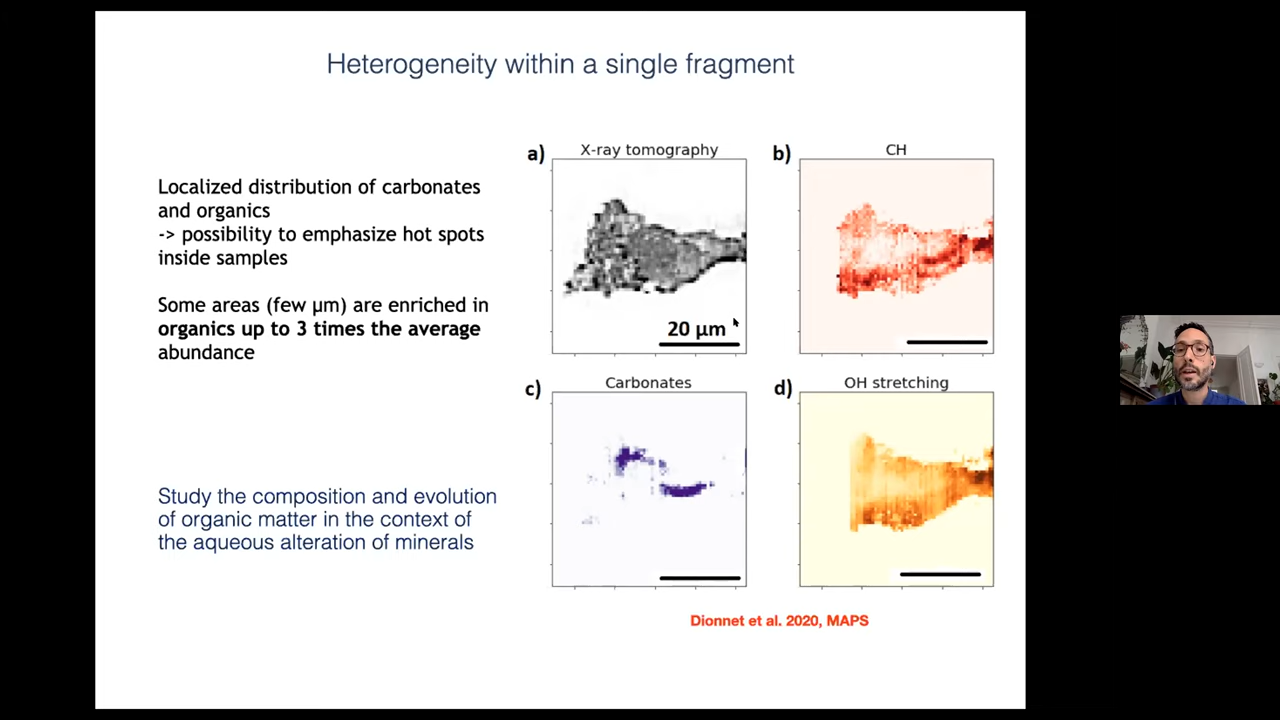 Heterogeneity within a single fragment
Localized distribution of carbonates
and organics
-> possibility to emphasize hot spots
inside samples
Some areas (few µm) are enriched in
organics up to 3 times the average
abundance
Study the composition and evolution
of organic matter in the context of
the aqueous alteration of minerals
a) X-ray tomography
20 µm
b) CH
c) Carbonates
d) OH stretching
Dionnet et al. 2020, MAPS